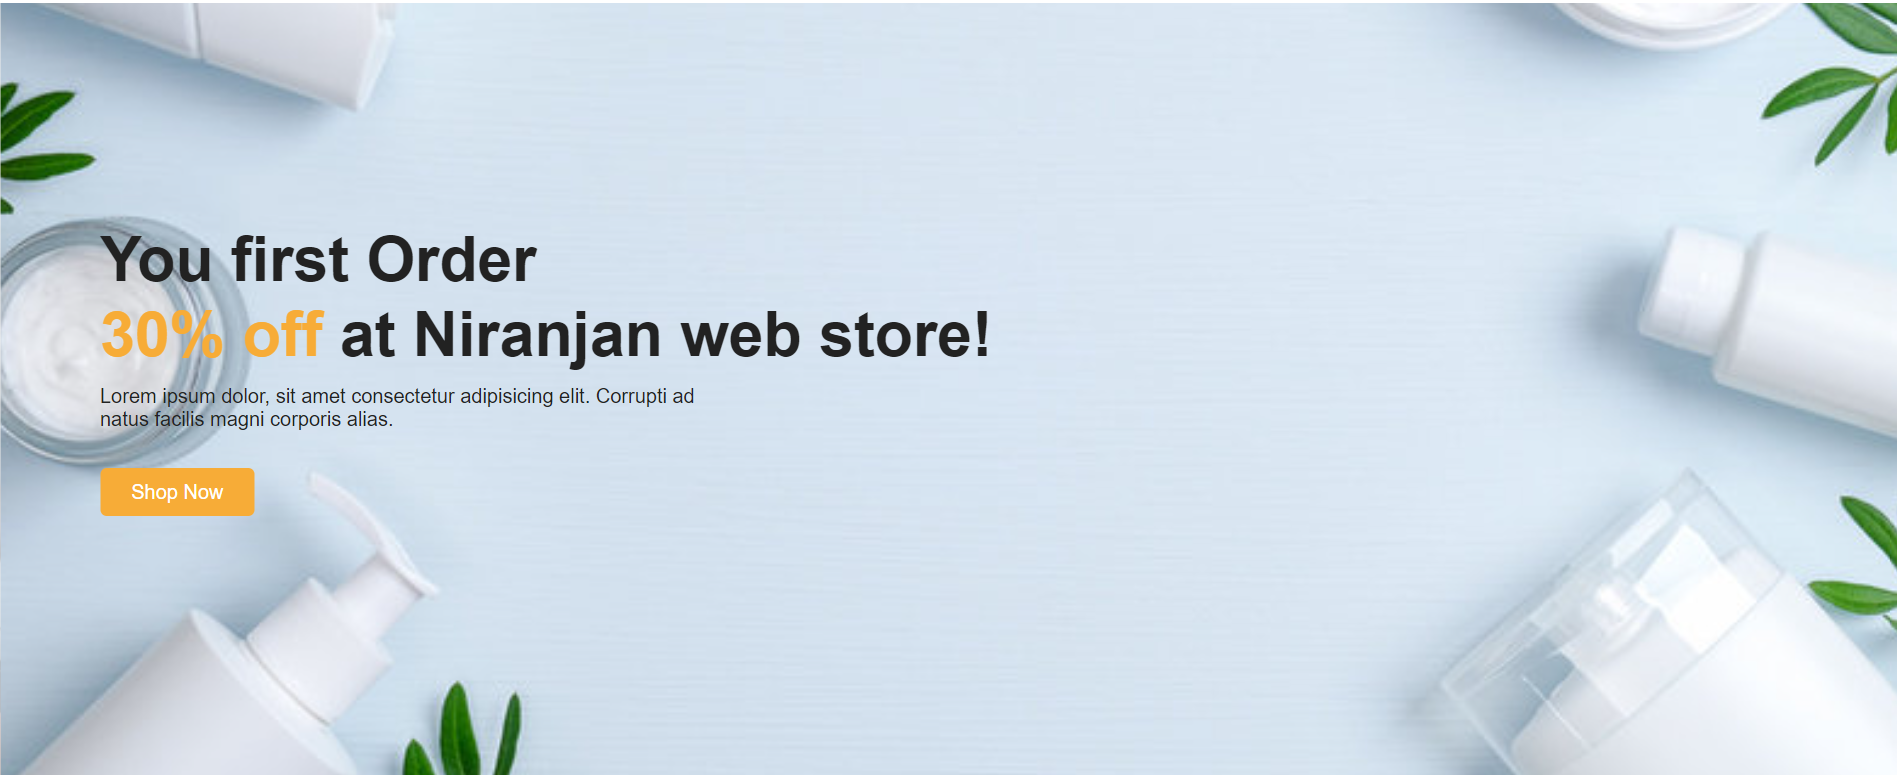 You first Order
30% off at Niranjan web store!
Lorem ipsum dolor, sit amet consectetur adipisicing elit. Corrupti ad
natus facilis magni corporis alias.
Shop Now